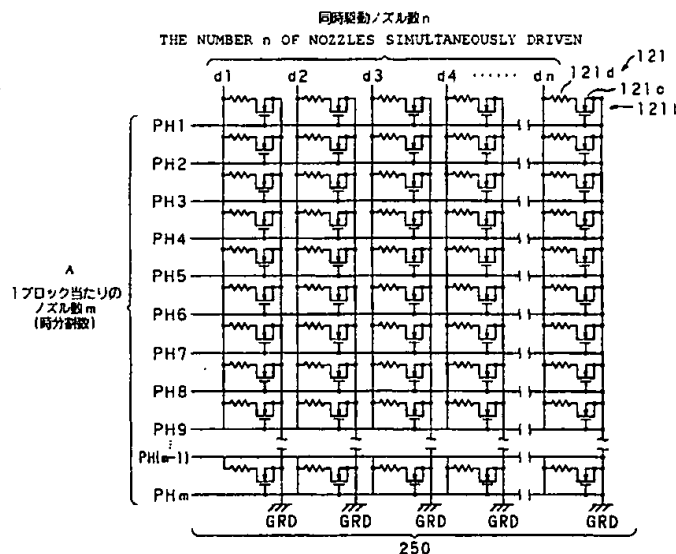 同時駆動ノズル数n
THE NUMBER n OF NOZZLES SIMULTANEOUSLY DRIVEN
d1 d2 d3 d4 ······ dn
121d
121
121c
PH1
PH2
PH3
PH4
PH5
PH6
PH7
PH8
PH9
⋮
PH(m-1)
PHm
A
1ブロック当たりの
ノズル数m
(時分割数)
GRD GRD GRD GRD GRD
250